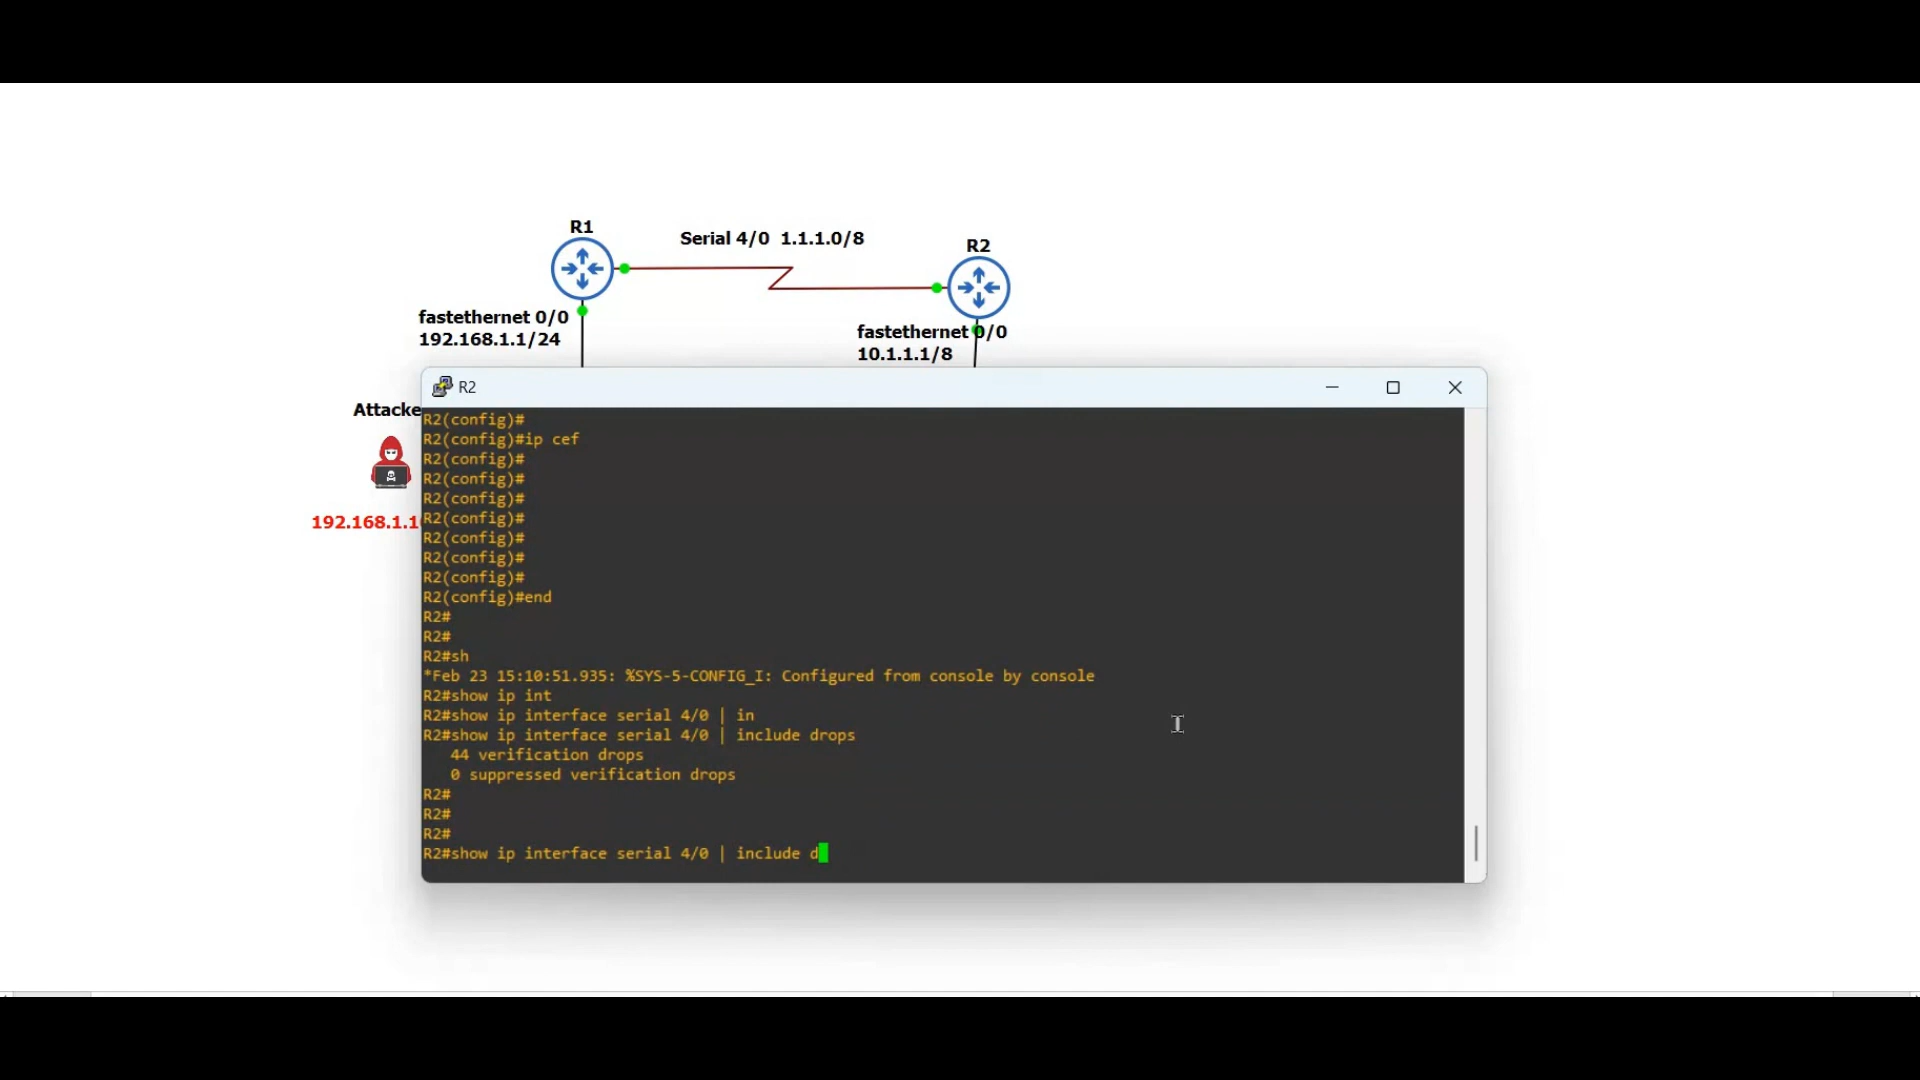 R1
Serial 4/0 1.1.1.0/8
R2
fastethernet 0/0
192.168.1.1/24
fastethernet 0/0
10.1.1.1/8
R2
Attacke
192.168.1.1
R2(config)#
R2(config)#ip cef
R2(config)#
R2(config)#
R2(config)#
R2(config)#
R2(config)#
R2(config)#
R2(config)#
R2(config)#end
R2#
R2#
R2#sh
*Feb 23 15:10:51.935: %SYS-5-CONFIG_I: Configured from console by console
R2#show ip int
R2#show ip interface serial 4/0 | in
R2#show ip interface serial 4/0 | include drops
44 verification drops
0 suppressed verification drops
R2#
R2#
R2#
R2#show ip interface serial 4/0 | include d